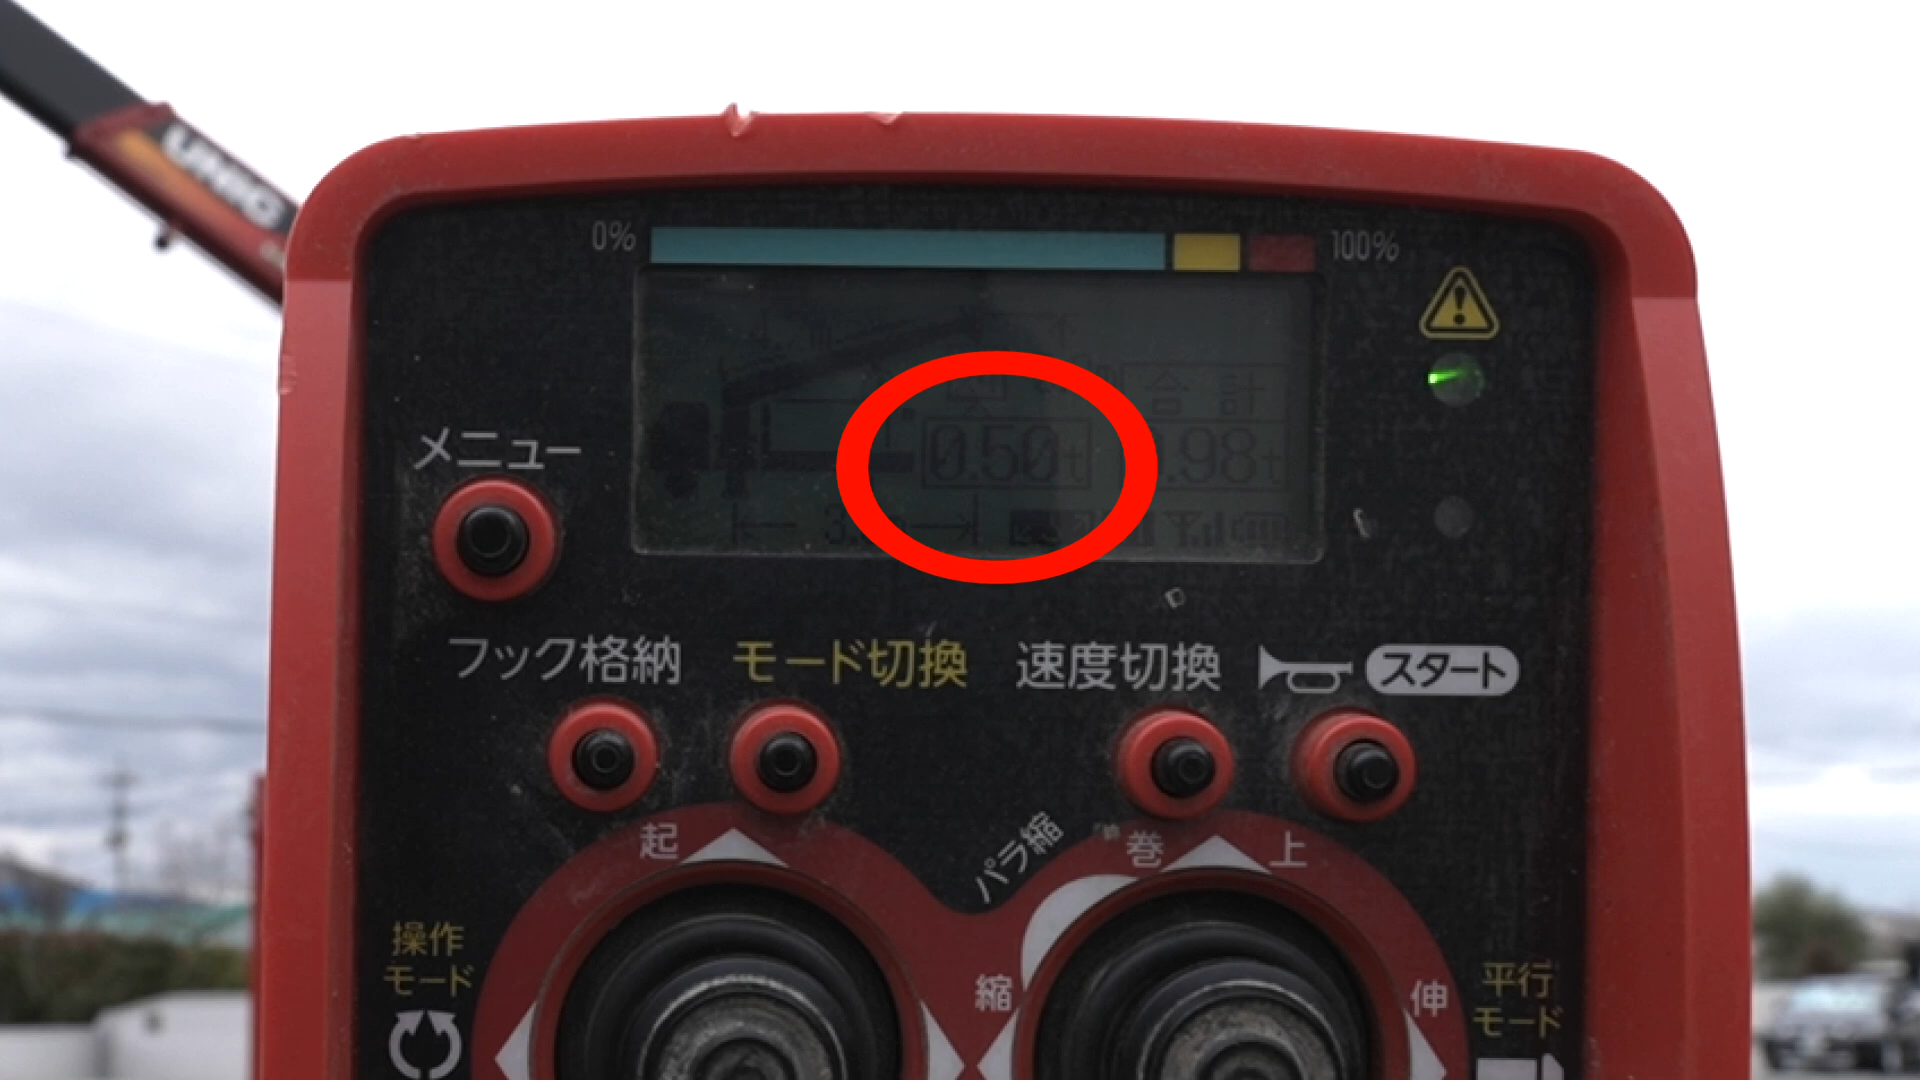 UNIC
0% 100%
合計
0.50t .98t
メニュー
フック格納 モード切換 速度切換 スタート
起 パラ縮 巻 上
操作
モード
縮 伸
平行
モード